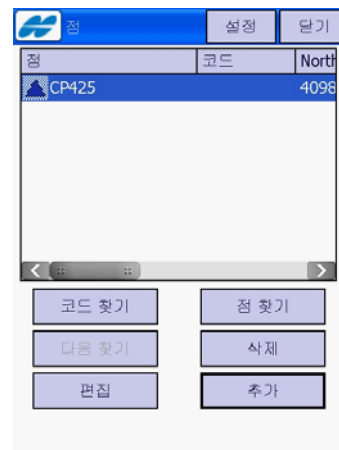 점 설정 닫기
점 코드 North
CP425 4098
코드 찾기 점 찾기
다음 찾기 삭제
편집 추가